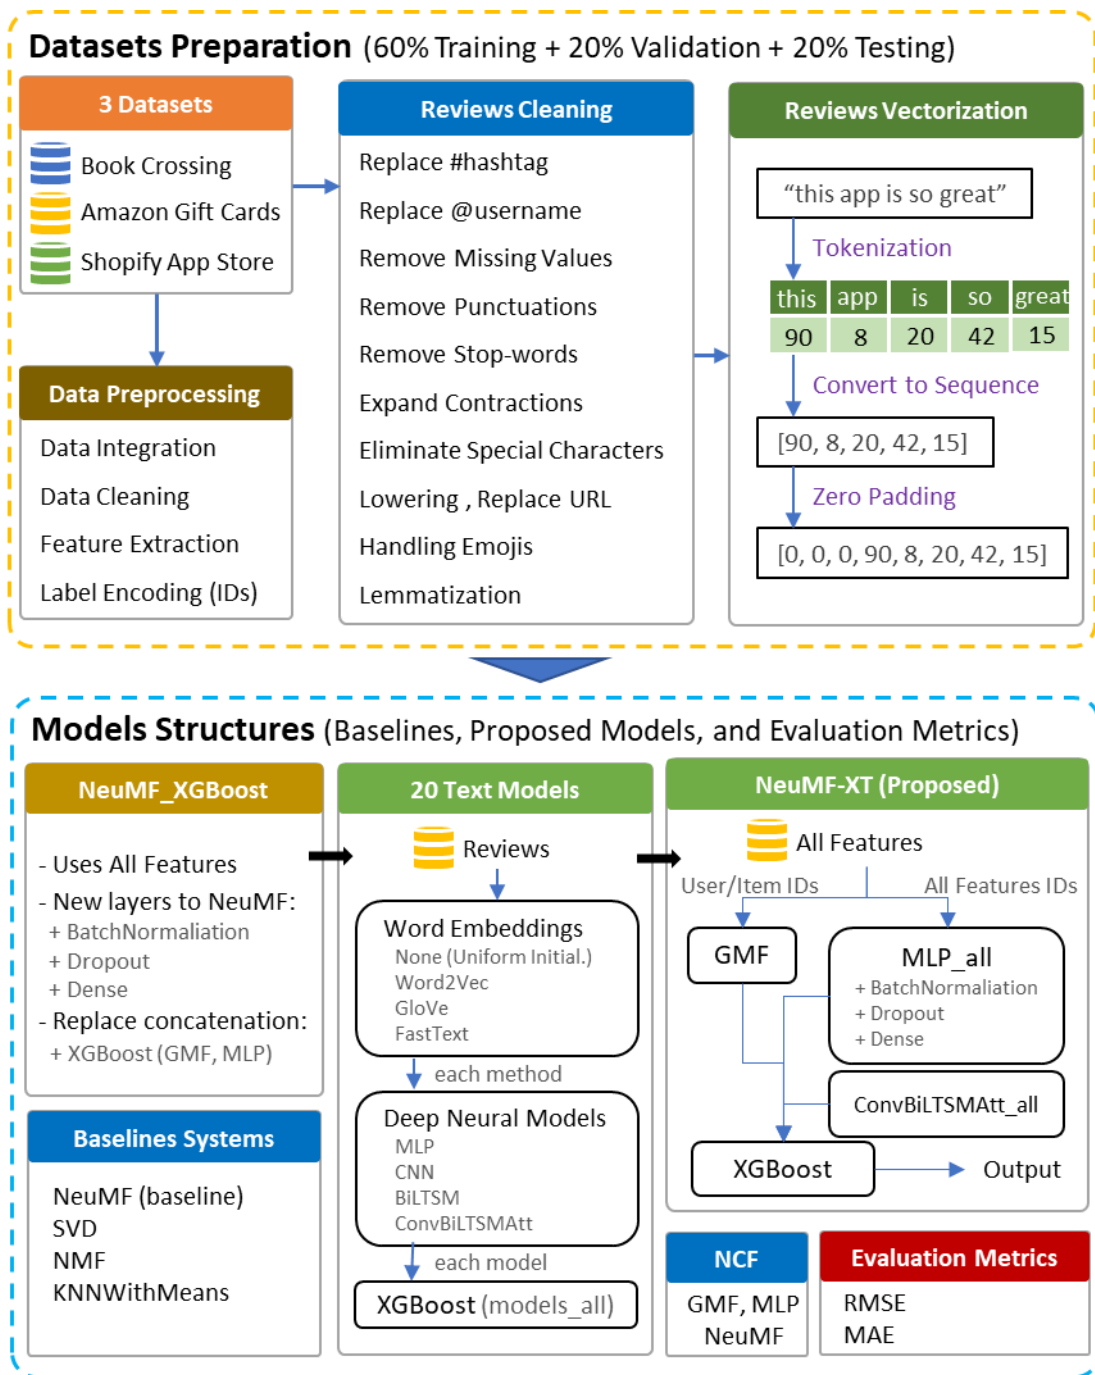 Datasets Preparation (60% Training + 20% Validation + 20% Testing)
3 Datasets
Book Crossing
Amazon Gift Cards
Shopify App Store
Data Preprocessing
Data Integration
Data Cleaning
Feature Extraction
Label Encoding (IDs)
Reviews Cleaning
Replace #hashtag
Replace @username
Remove Missing Values
Remove Punctuations
Remove Stop-words
Expand Contractions
Eliminate Special Characters
Lowering , Replace URL
Handling Emojis
Lemmatization
Reviews Vectorization
“this app is so great”
Tokenization
this app is so great
90 8 20 42 15
Convert to Sequence
[90, 8, 20, 42, 15]
Zero Padding
[0, 0, 0, 90, 8, 20, 42, 15]
Models Structures (Baselines, Proposed Models, and Evaluation Metrics)
NeuMF_XGBoost
- Uses All Features
- New layers to NeuMF:
+ BatchNormaliation
+ Dropout
+ Dense
- Replace concatenation:
+ XGBoost (GMF, MLP)
Baselines Systems
NeuMF (baseline)
SVD
NMF
KNNWithMeans
20 Text Models
Reviews
Word Embeddings
None (Uniform Initial.)
Word2Vec
GloVe
FastText
each method
Deep Neural Models
MLP
CNN
BiLTSM
ConvBiLTSMAtt
each model
XGBoost (models_all)
NeuMF-XT (Proposed)
All Features
User/Item IDs
All Features IDs
GMF
MLP_all
+ BatchNormaliation
+ Dropout
+ Dense
ConvBiLTSMAtt_all
XGBoost
Output
NCF
GMF, MLP
NeuMF
Evaluation Metrics
RMSE
MAE